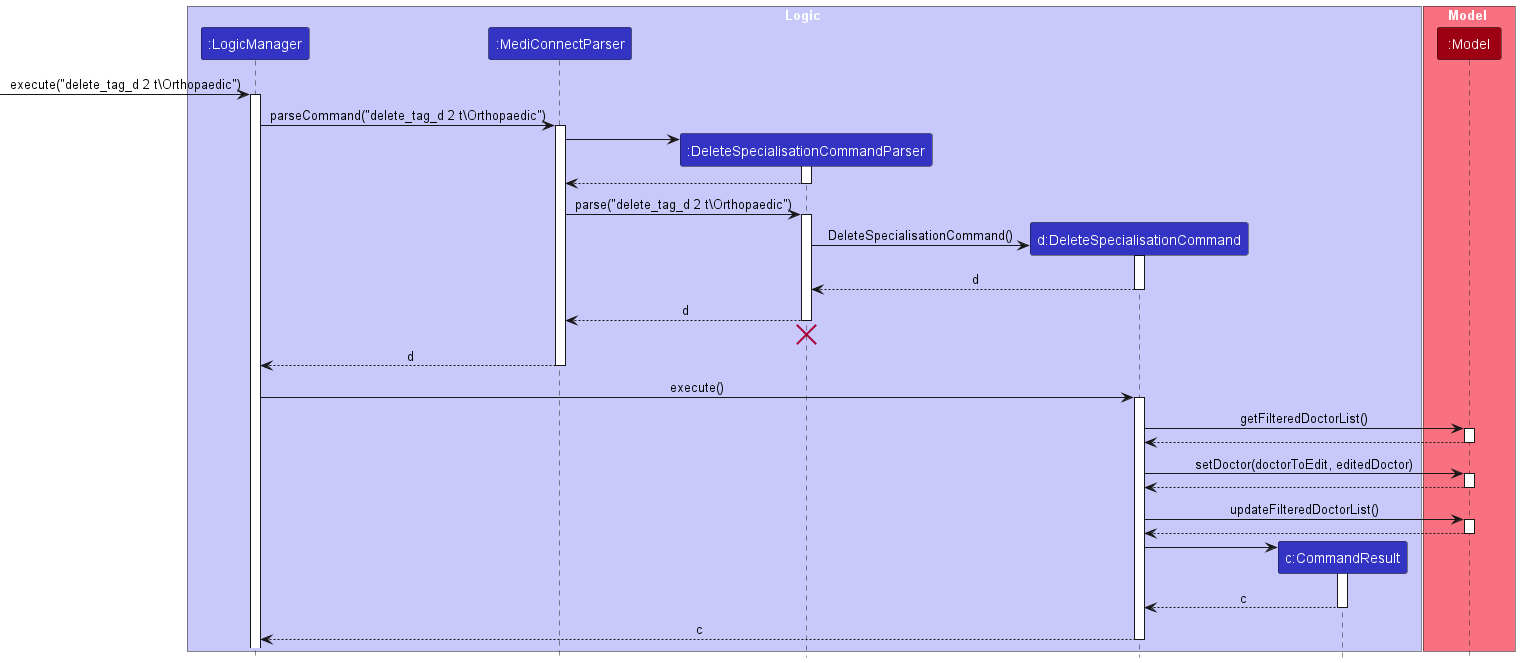 Logic
Model
:LogicManager
:MediConnectParser
:Model
execute("delete_tag_d 2 t\Orthopaedic")
parseCommand("delete_tag_d 2 t\Orthopaedic")
:DeleteSpecialisationCommandParser
parse("delete_tag_d 2 t\Orthopaedic")
DeleteSpecialisationCommand()
d:DeleteSpecialisationCommand
d
d
d
execute()
getFilteredDoctorList()
setDoctor(doctorToEdit, editedDoctor)
updateFilteredDoctorList()
c:CommandResult
c
c